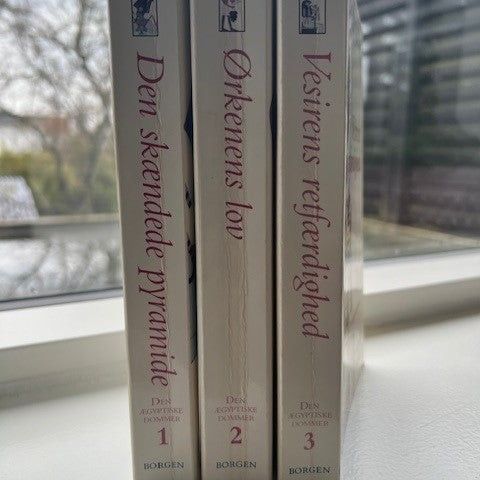 Den skændede pyramide
DEN
ÆGYPTISKE
DOMMER
1
BORGEN
Ørkenens lov
DEN
ÆGYPTISKE
DOMMER
2
BORGEN
Vesirens retfærdighed
DEN
ÆGYPTISKE
DOMMER
3
BORGEN